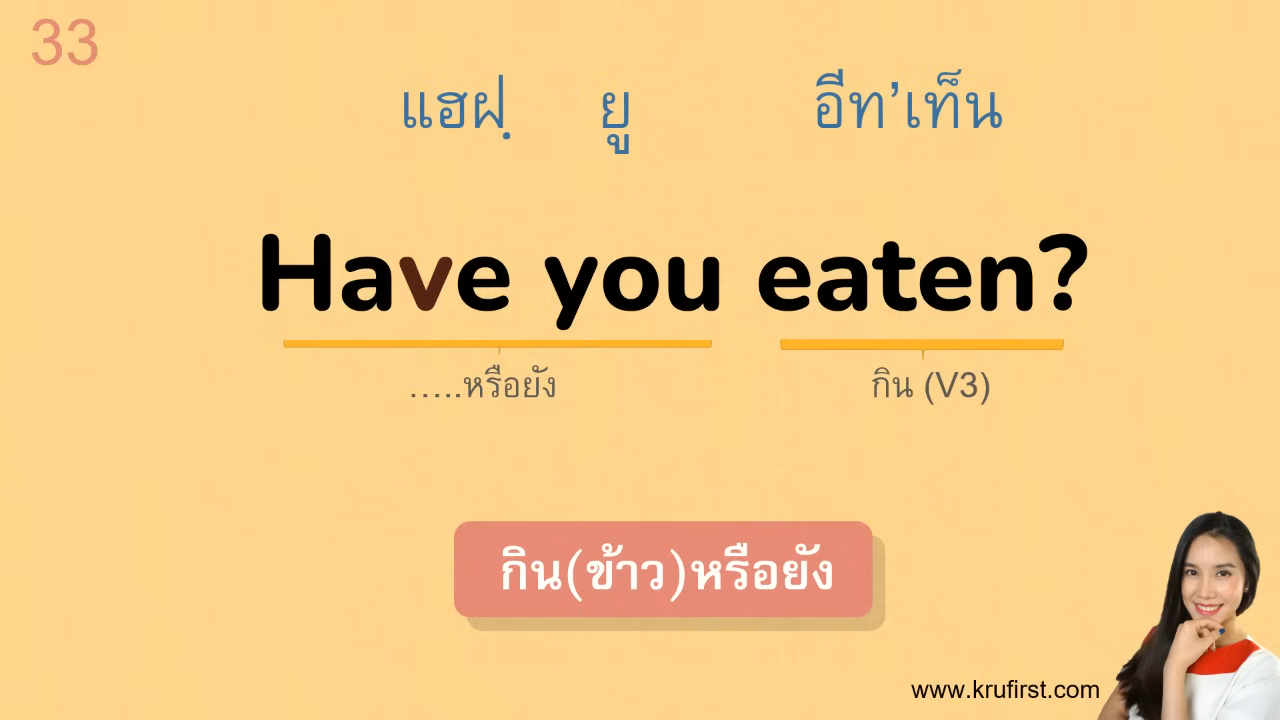 33
แฮฝฺ ยู อีท’เท็น
Have you eaten?
…..หรือยัง กิน (V3)
กิน(ข้าว)หรือยัง
www.krufirst.com